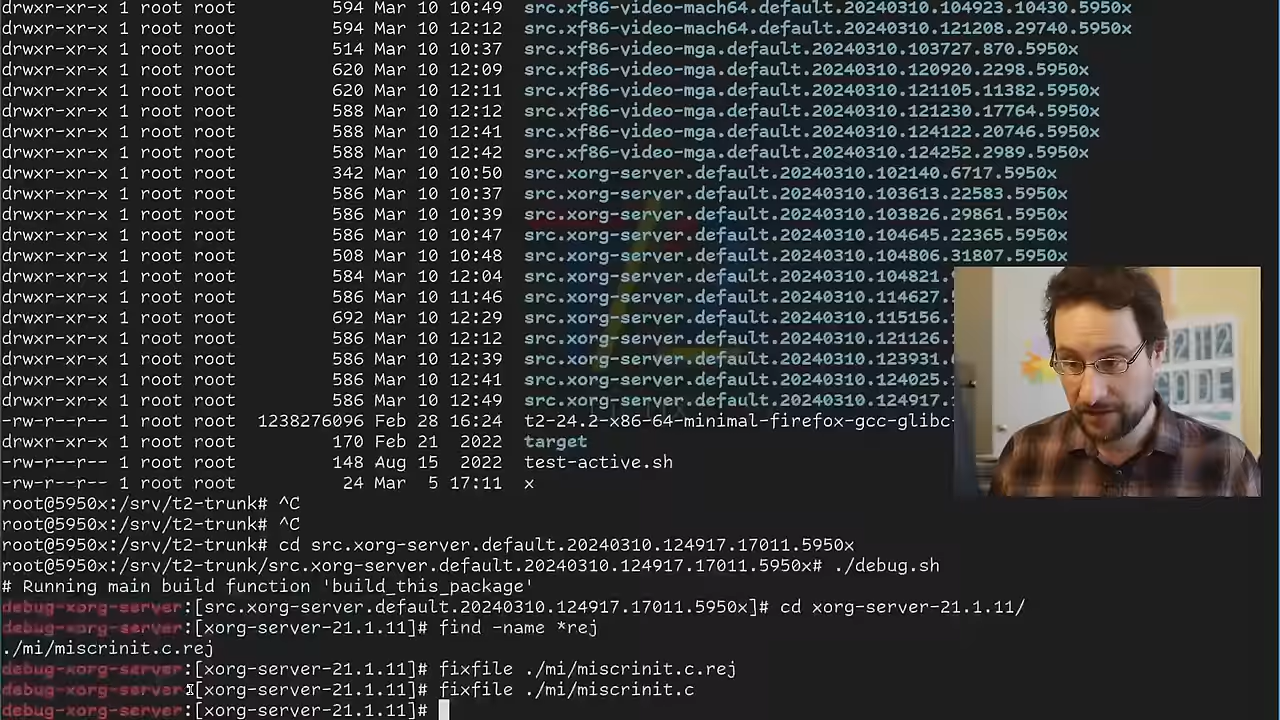 drwxr-xr-x 1 root root 594 Mar 10 10:49 src.xf86-video-mach64.default.20240310.104923.10430.5950x
drwxr-xr-x 1 root root 594 Mar 10 12:12 src.xf86-video-mach64.default.20240310.121208.29740.5950x
drwxr-xr-x 1 root root 514 Mar 10 10:37 src.xf86-video-mga.default.20240310.103727.870.5950x
drwxr-xr-x 1 root root 620 Mar 10 12:09 src.xf86-video-mga.default.20240310.120920.2298.5950x
drwxr-xr-x 1 root root 620 Mar 10 12:11 src.xf86-video-mga.default.20240310.121105.11382.5950x
drwxr-xr-x 1 root root 588 Mar 10 12:12 src.xf86-video-mga.default.20240310.121230.17764.5950x
drwxr-xr-x 1 root root 588 Mar 10 12:41 src.xf86-video-mga.default.20240310.124122.20746.5950x
drwxr-xr-x 1 root root 588 Mar 10 12:42 src.xf86-video-mga.default.20240310.124252.2989.5950x
drwxr-xr-x 1 root root 342 Mar 10 10:50 src.xorg-server.default.20240310.102140.6717.5950x
drwxr-xr-x 1 root root 586 Mar 10 10:37 src.xorg-server.default.20240310.103613.22583.5950x
drwxr-xr-x 1 root root 586 Mar 10 10:39 src.xorg-server.default.20240310.103826.29861.5950x
drwxr-xr-x 1 root root 586 Mar 10 10:47 src.xorg-server.default.20240310.104645.22365.5950x
drwxr-xr-x 1 root root 508 Mar 10 10:48 src.xorg-server.default.20240310.104806.31807.5950x
drwxr-xr-x 1 root root 584 Mar 10 12:04 src.xorg-server.default.20240310.104821.
drwxr-xr-x 1 root root 586 Mar 10 11:46 src.xorg-server.default.20240310.114627.
drwxr-xr-x 1 root root 692 Mar 10 12:29 src.xorg-server.default.20240310.115156.
drwxr-xr-x 1 root root 586 Mar 10 12:12 src.xorg-server.default.20240310.121126.
drwxr-xr-x 1 root root 586 Mar 10 12:39 src.xorg-server.default.20240310.123931.
drwxr-xr-x 1 root root 586 Mar 10 12:41 src.xorg-server.default.20240310.124025.
drwxr-xr-x 1 root root 586 Mar 10 12:49 src.xorg-server.default.20240310.124917.
-rw-r--r-- 1 root root 1238276096 Feb 28 16:24 t2-24.2-x86-64-minimal-firefox-gcc-glibc-
drwxr-xr-x 1 root root 170 Feb 21 2022 target
-rw-r--r-- 1 root root 148 Aug 15 2022 test-active.sh
-rw-r--r-- 1 root root 24 Mar 5 17:11 x
root@5950x:/srv/t2-trunk# ^C
root@5950x:/srv/t2-trunk# ^C
root@5950x:/srv/t2-trunk# cd src.xorg-server.default.20240310.124917.17011.5950x
root@5950x:/srv/t2-trunk/src.xorg-server.default.20240310.124917.17011.5950x# ./debug.sh
# Running main build function 'build_this_package'
debug-xorg-server:[src.xorg-server.default.20240310.124917.17011.5950x]# cd xorg-server-21.1.11/
debug-xorg-server:[xorg-server-21.1.11]# find -name *rej
./mi/miscrinit.c.rej
debug-xorg-server:[xorg-server-21.1.11]# fixfile ./mi/miscrinit.c.rej
debug-xorg-server:[xorg-server-21.1.11]# fixfile ./mi/miscrinit.c
debug-xorg-server:[xorg-server-21.1.11]#